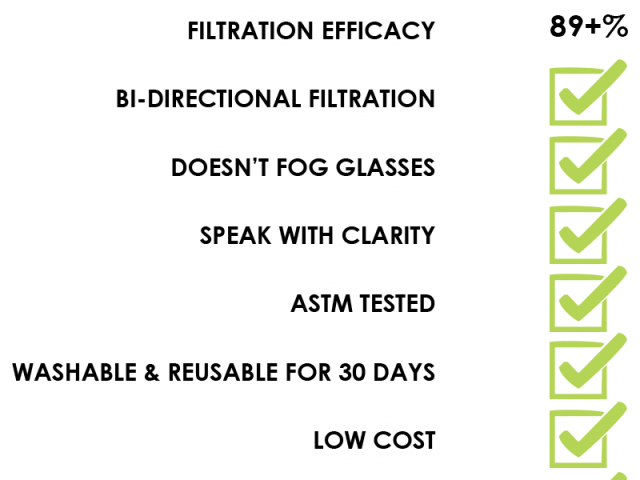 FILTRATION EFFICACY 89+%
BI-DIRECTIONAL FILTRATION
DOESN'T FOG GLASSES
SPEAK WITH CLARITY
ASTM TESTED
WASHABLE & REUSABLE FOR 30 DAYS
LOW COST